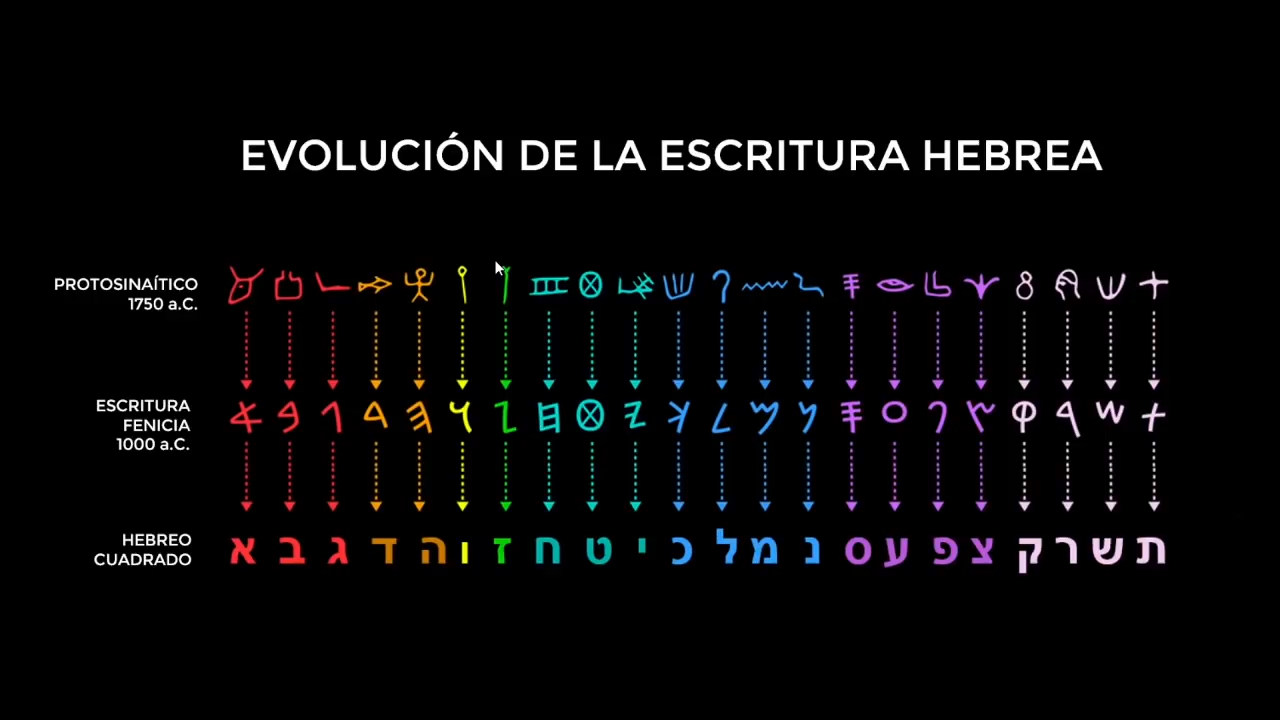 EVOLUCIÓN DE LA ESCRITURA HEBREA
PROTOSINAÍTICO
1750 a.C.
ESCRITURA
FENICIA
1000 a.C.
𐤀 𐤁 𐤂 𐤃 𐤄 𐤅 𐤆 𐤇 𐤈 𐤉 𐤊 𐤋 𐤌 𐤍 𐤎 𐤏 𐤐 𐤑 𐤒 𐤓 𐤔 𐤕
HEBREO
CUADRADO
א ב ג ד ה ו ז ח ט י כ ל מ נ ס ע פ צ ק ר ש ת